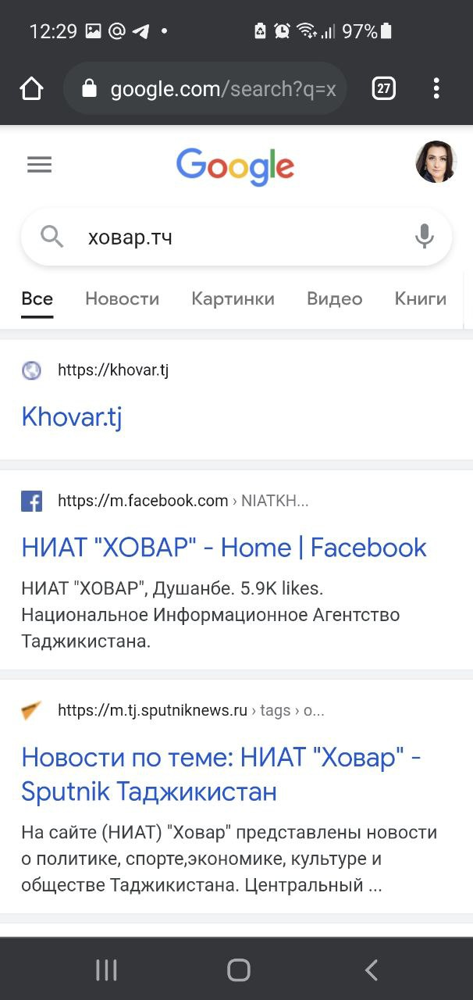 12:29 97%
google.com/search?q=x 27
Google
ховар.тч
Все Новости Картинки Видео Книги
https://khovar.tj
Khovar.tj
https://m.facebook.com › NIATKH...
НИАТ "ХОВАР" - Home | Facebook
НИАТ "ХОВАР", Душанбе. 5.9K likes.
Национальное Информационное Агентство
Таджикистана.
https://m.tj.sputniknews.ru › tags › о...
Новости по теме: НИАТ "Ховар" -
Sputnik Таджикистан
На сайте (НИАТ) "Ховар" представлены новости
о политике, спорте,экономике, культуре и
обществе Таджикистана. Центральный ...